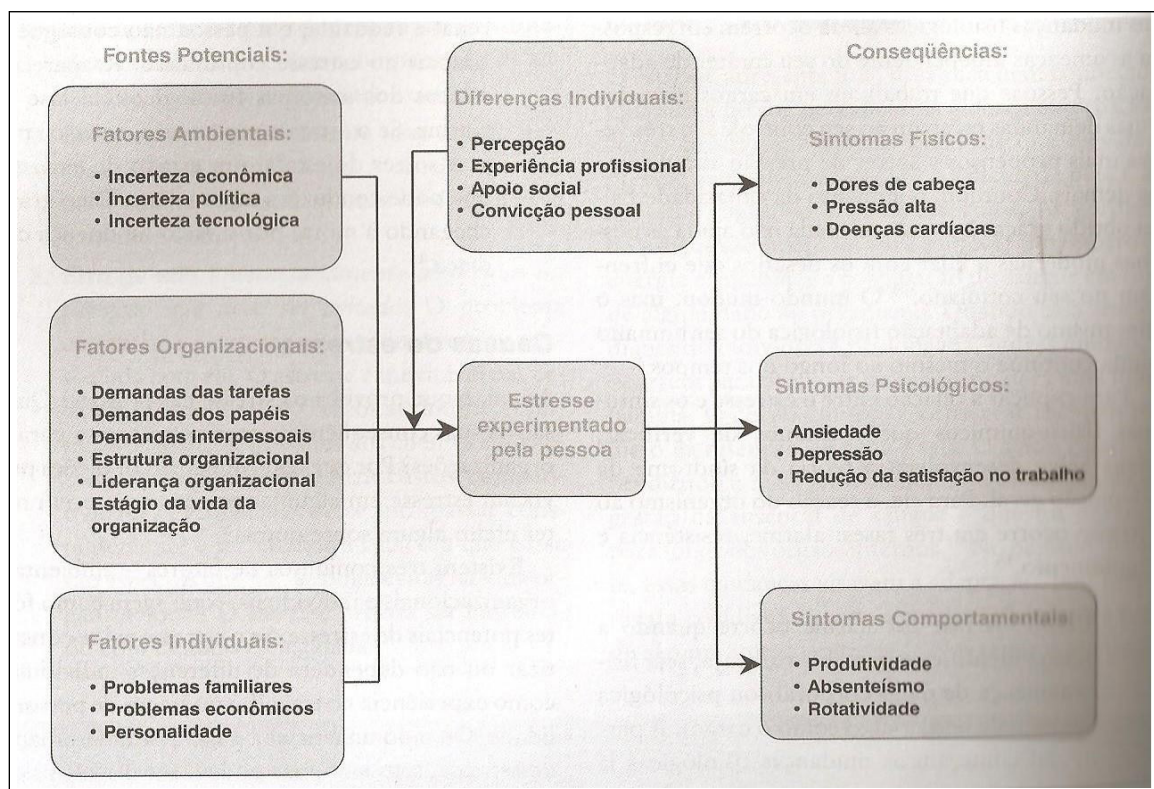 Fontes Potenciais:
Fatores Ambientais:
• Incerteza econômica
• Incerteza política
• Incerteza tecnológica
Fatores Organizacionais:
• Demandas das tarefas
• Demandas dos papéis
• Demandas interpessoais
• Estrutura organizacional
• Liderança organizacional
• Estágio da vida da
organização
Fatores Individuais:
• Problemas familiares
• Problemas econômicos
• Personalidade
Diferenças Individuais:
• Percepção
• Experiência profissional
• Apoio social
• Convicção pessoal
Estresse
experimentado
pela pessoa
Conseqüências:
Sintomas Físicos:
• Dores de cabeça
• Pressão alta
• Doenças cardíacas
Sintomas Psicológicos:
• Ansiedade
• Depressão
• Redução da satisfação no trabalho
Sintomas Comportamentais:
• Produtividade
• Absenteísmo
• Rotatividade